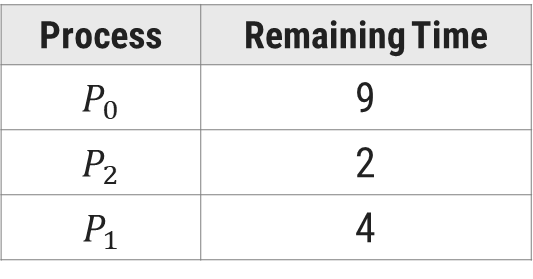 Process Remaining Time
P₀ 9
P₂ 2
P₁ 4